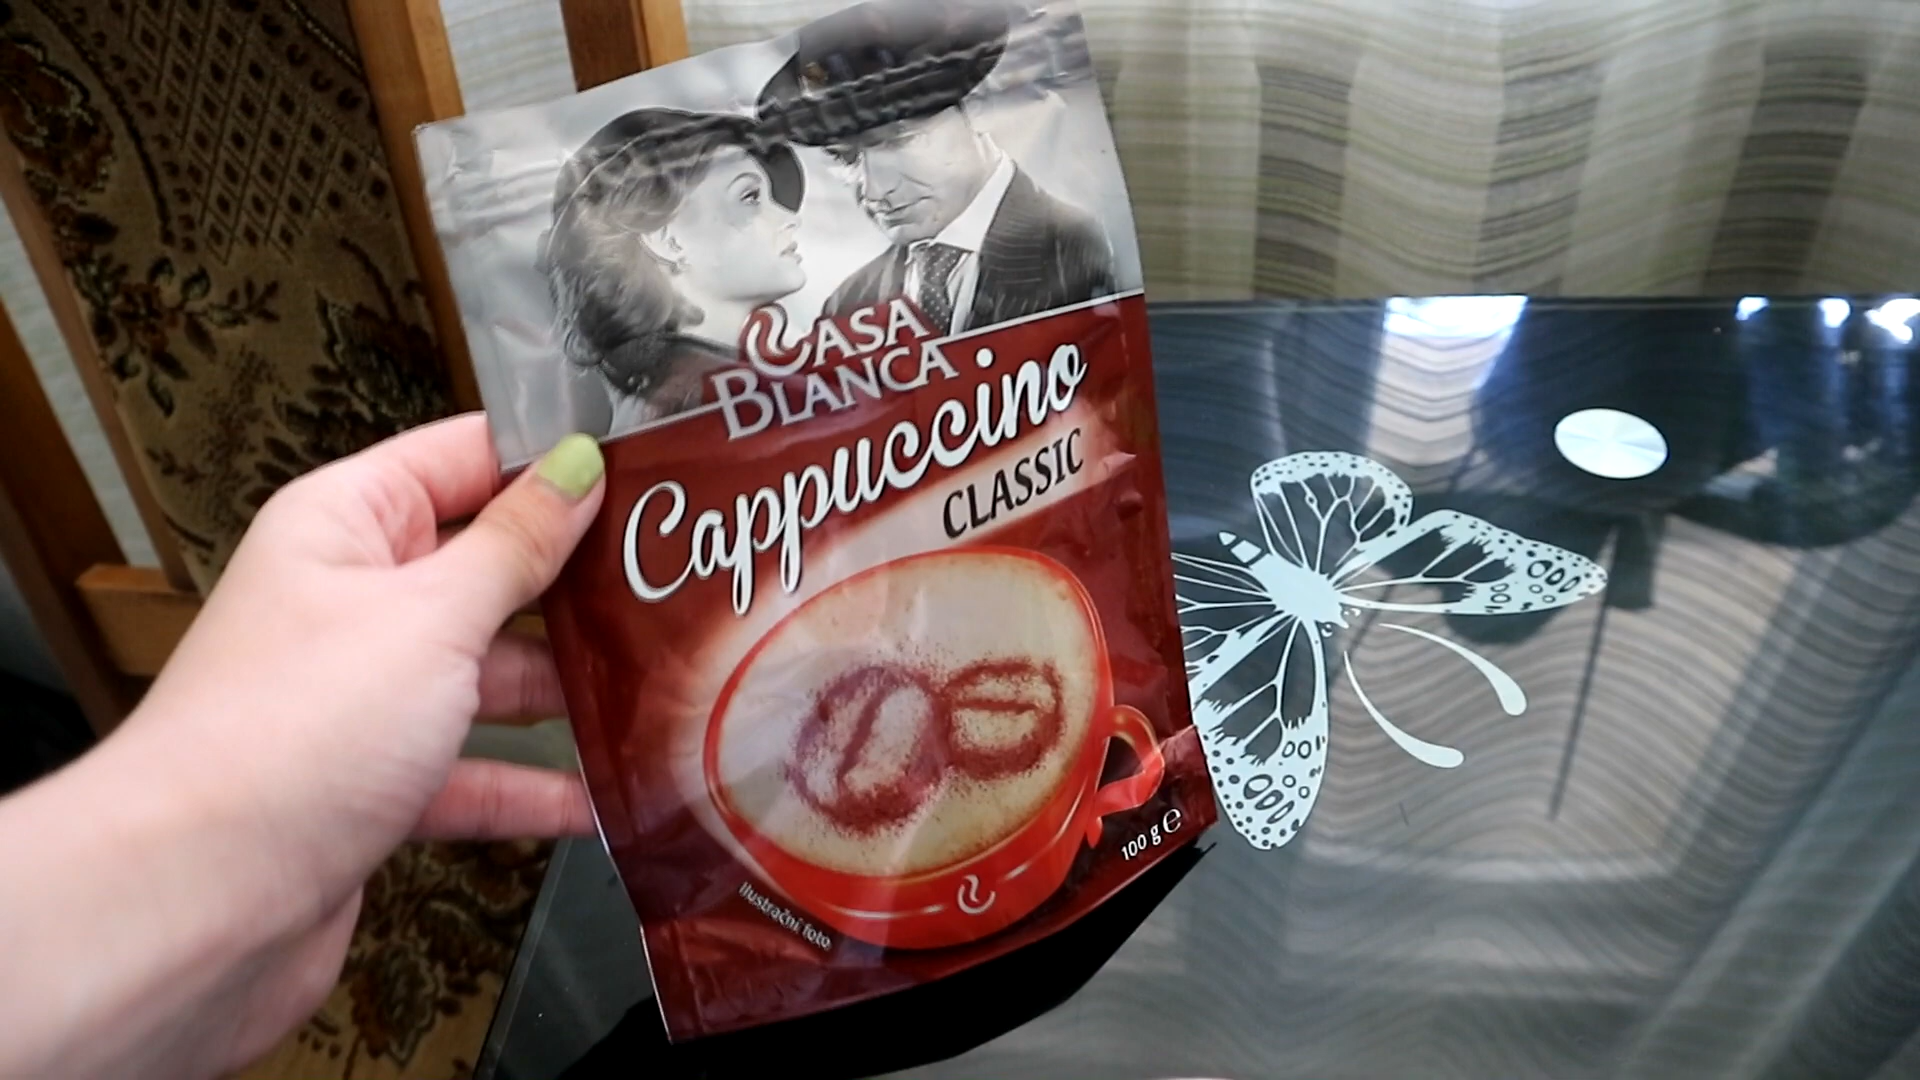 CASA
BLANCA
Cappuccino
CLASSIC
100 g e
Ilustrační foto